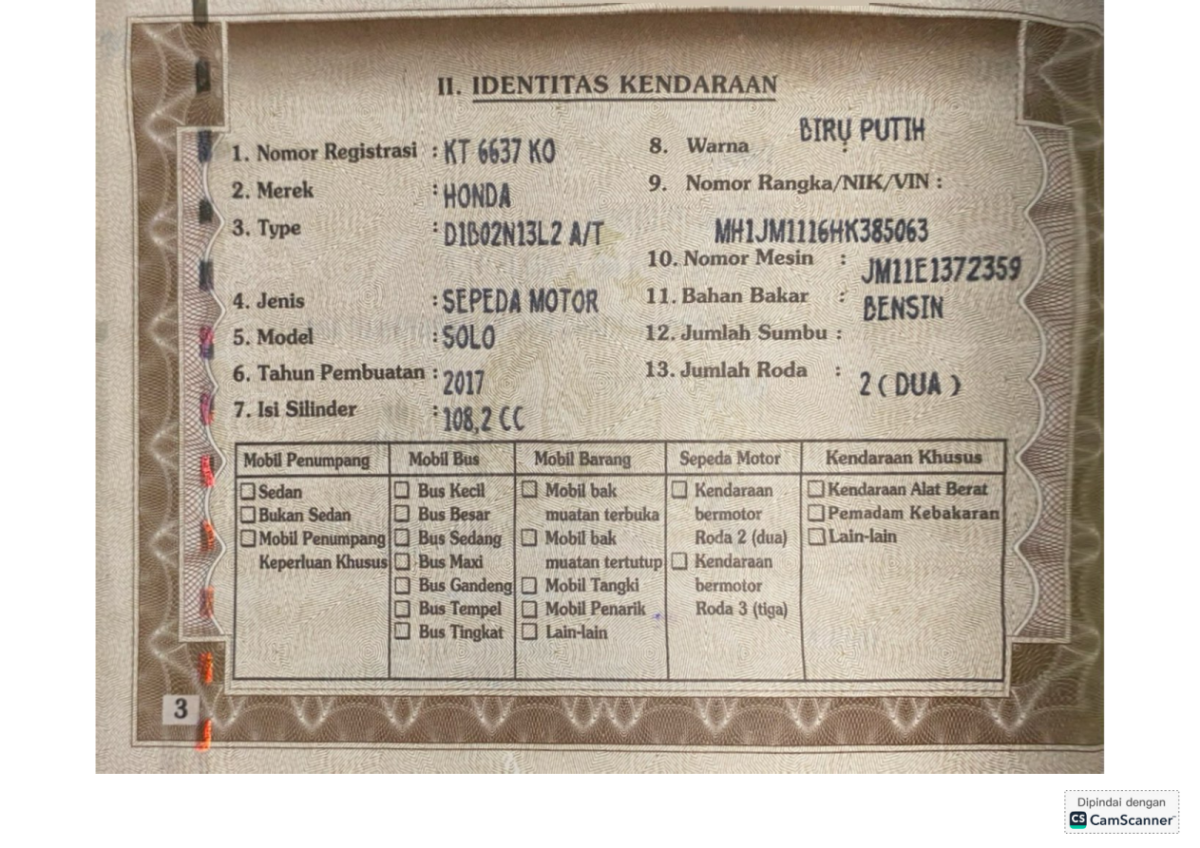 II. IDENTITAS KENDARAAN
1. Nomor Registrasi : KT 6637 KO
2. Merek : HONDA
3. Type : D1B02N13L2 A/T
4. Jenis : SEPEDA MOTOR
5. Model : SOLO
6. Tahun Pembuatan : 2017
7. Isi Silinder : 108,2 CC
8. Warna : BIRU PUTIH
9. Nomor Rangka/NIK/VIN :
MH1JM1116HK385063
10. Nomor Mesin : JM11E1372359
11. Bahan Bakar : BENSIN
12. Jumlah Sumbu :
13. Jumlah Roda : 2 ( DUA )
Mobil Penumpang
☐ Sedan
☐ Bukan Sedan
☐ Mobil Penumpang
Keperluan Khusus
Mobil Bus
☐ Bus Kecil
☐ Bus Besar
☐ Bus Sedang
☐ Bus Maxi
☐ Bus Gandeng
☐ Bus Tempel
☐ Bus Tingkat
Mobil Barang
☐ Mobil bak
muatan terbuka
☐ Mobil bak
muatan tertutup
☐ Mobil Tangki
☐ Mobil Penarik
☐ Lain-lain
Sepeda Motor
☐ Kendaraan
bermotor
Roda 2 (dua)
☐ Kendaraan
bermotor
Roda 3 (tiga)
Kendaraan Khusus
☐ Kendaraan Alat Berat
☐ Pemadam Kebakaran
☐ Lain-lain
3
Dipindai dengan
CS CamScanner